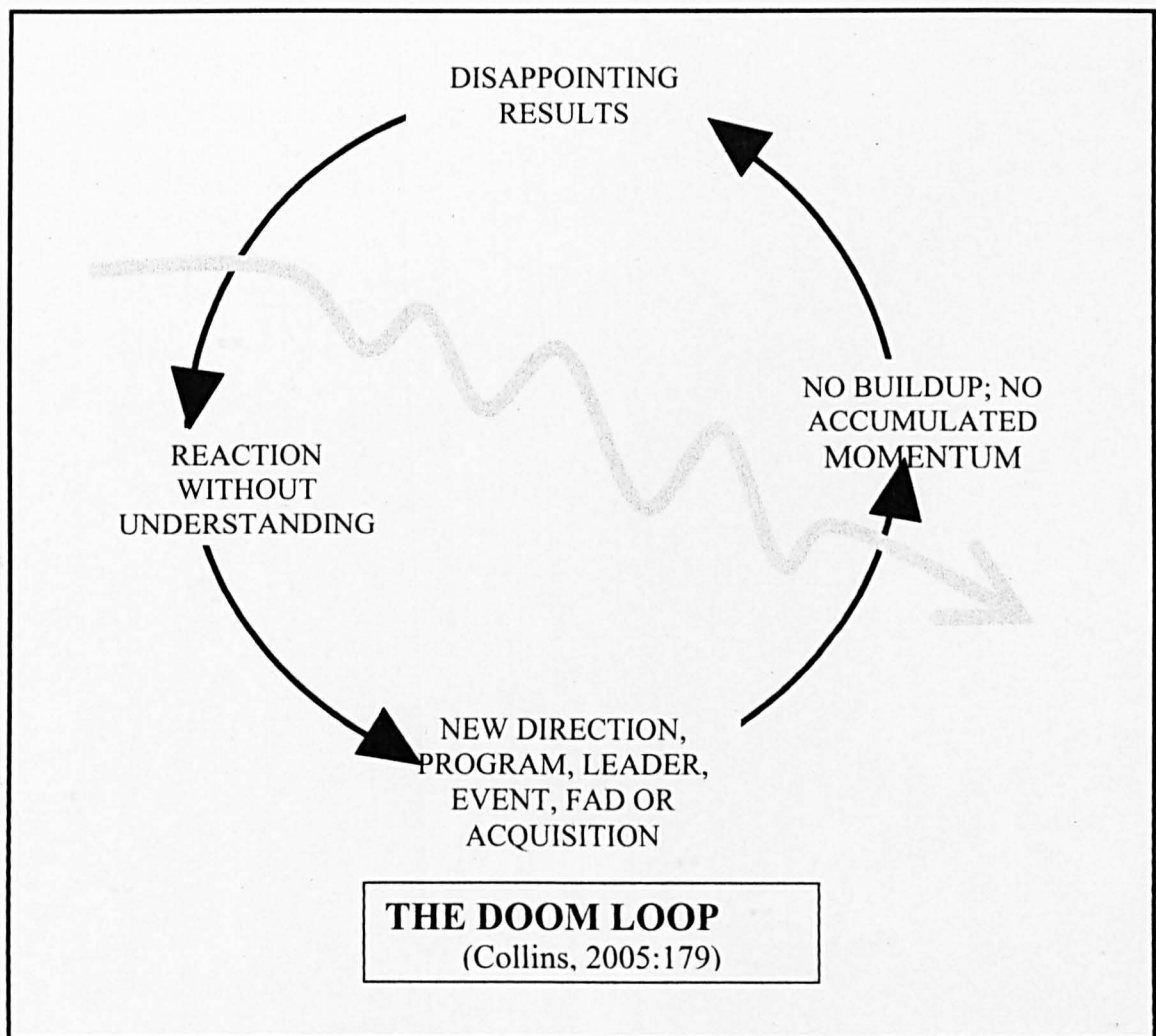 DISAPPOINTING
RESULTS
REACTION
WITHOUT
UNDERSTANDING
NEW DIRECTION,
PROGRAM, LEADER,
EVENT, FAD OR
ACQUISITION
NO BUILDUP; NO
ACCUMULATED
MOMENTUM
THE DOOM LOOP
(Collins, 2005:179)